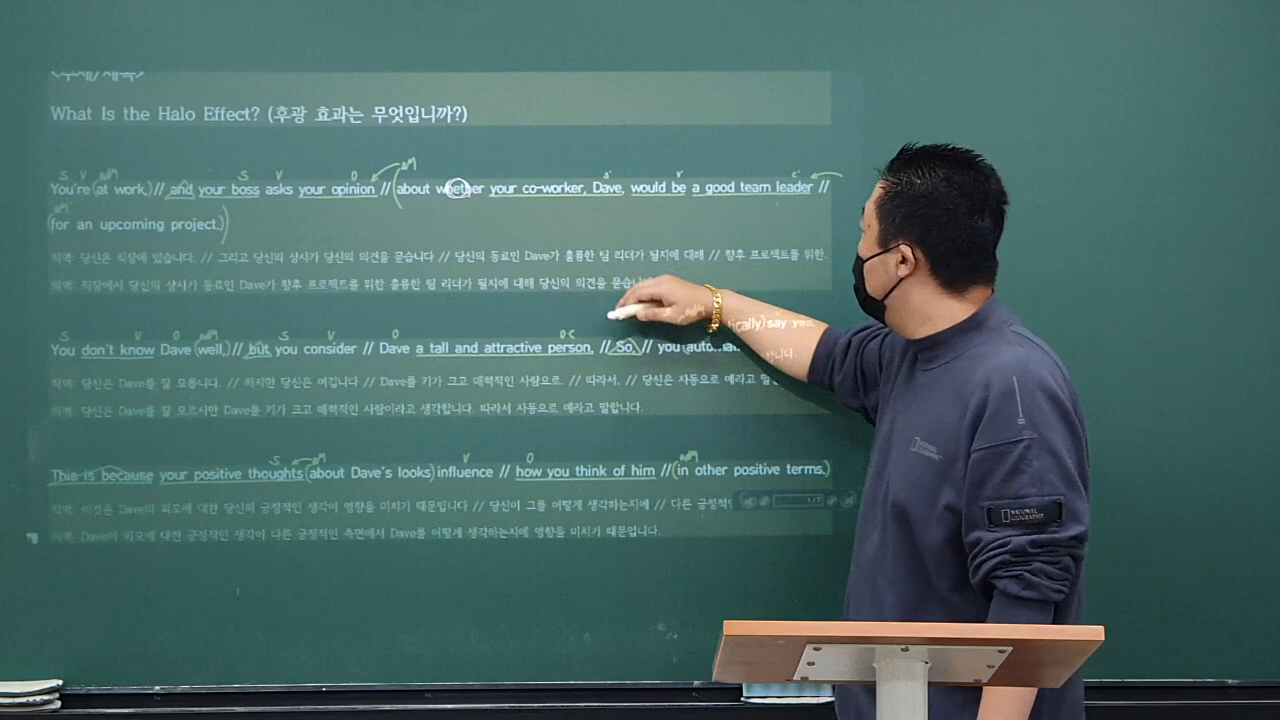 What Is the Halo Effect? (후광 효과는 무엇입니까?)
S V aM S V O aM S V C
You're (at work,) // and your boss asks your opinion // (about whether your co-worker, Dave, would be a good team leader //
aM
(for an upcoming project.)
직역: 당신은 직장에 있습니다. // 그리고 당신의 상사가 당신의 의견을 묻습니다 // 당신의 동료인 Dave가 훌륭한 팀 리더가 될지에 대해 // 향후 프로젝트를 위한.
의역: 직장에서 당신의 상사가 동료인 Dave가 향후 프로젝트를 위한 훌륭한 팀 리더가 될지에 대해 당신의 의견을 묻습니
S V O aM S V O OC
You don't know Dave (well,) // but you consider // Dave a tall and attractive person. // So, // you (automatically) say yes.
직역: 당신은 Dave를 잘 모릅니다. // 하지만 당신은 여깁니다 // Dave를 키가 크고 매력적인 사람으로. // 따라서, // 당신은 자동으로 예라고 말합니다.
의역: 당신은 Dave를 잘 모르지만 Dave를 키가 크고 매력적인 사람이라고 생각합니다. 따라서 자동으로 예라고 말합니다.
S aM V O aM
This is because your positive thoughts (about Dave's looks) influence // how you think of him // (in other positive terms.)
직역: 이것은 Dave의 외모에 대한 당신의 긍정적인 생각이 영향을 미치기 때문입니다 // 당신이 그를 어떻게 생각하는지에 // 다른 긍정적
의역: Dave의 외모에 대한 긍정적인 생각이 다른 긍정적인 측면에서 Dave를 어떻게 생각하는지에 영향을 미치기 때문입니다.
NATIONAL GEOGRAPHIC
NATIONAL GEOGRAPHIC